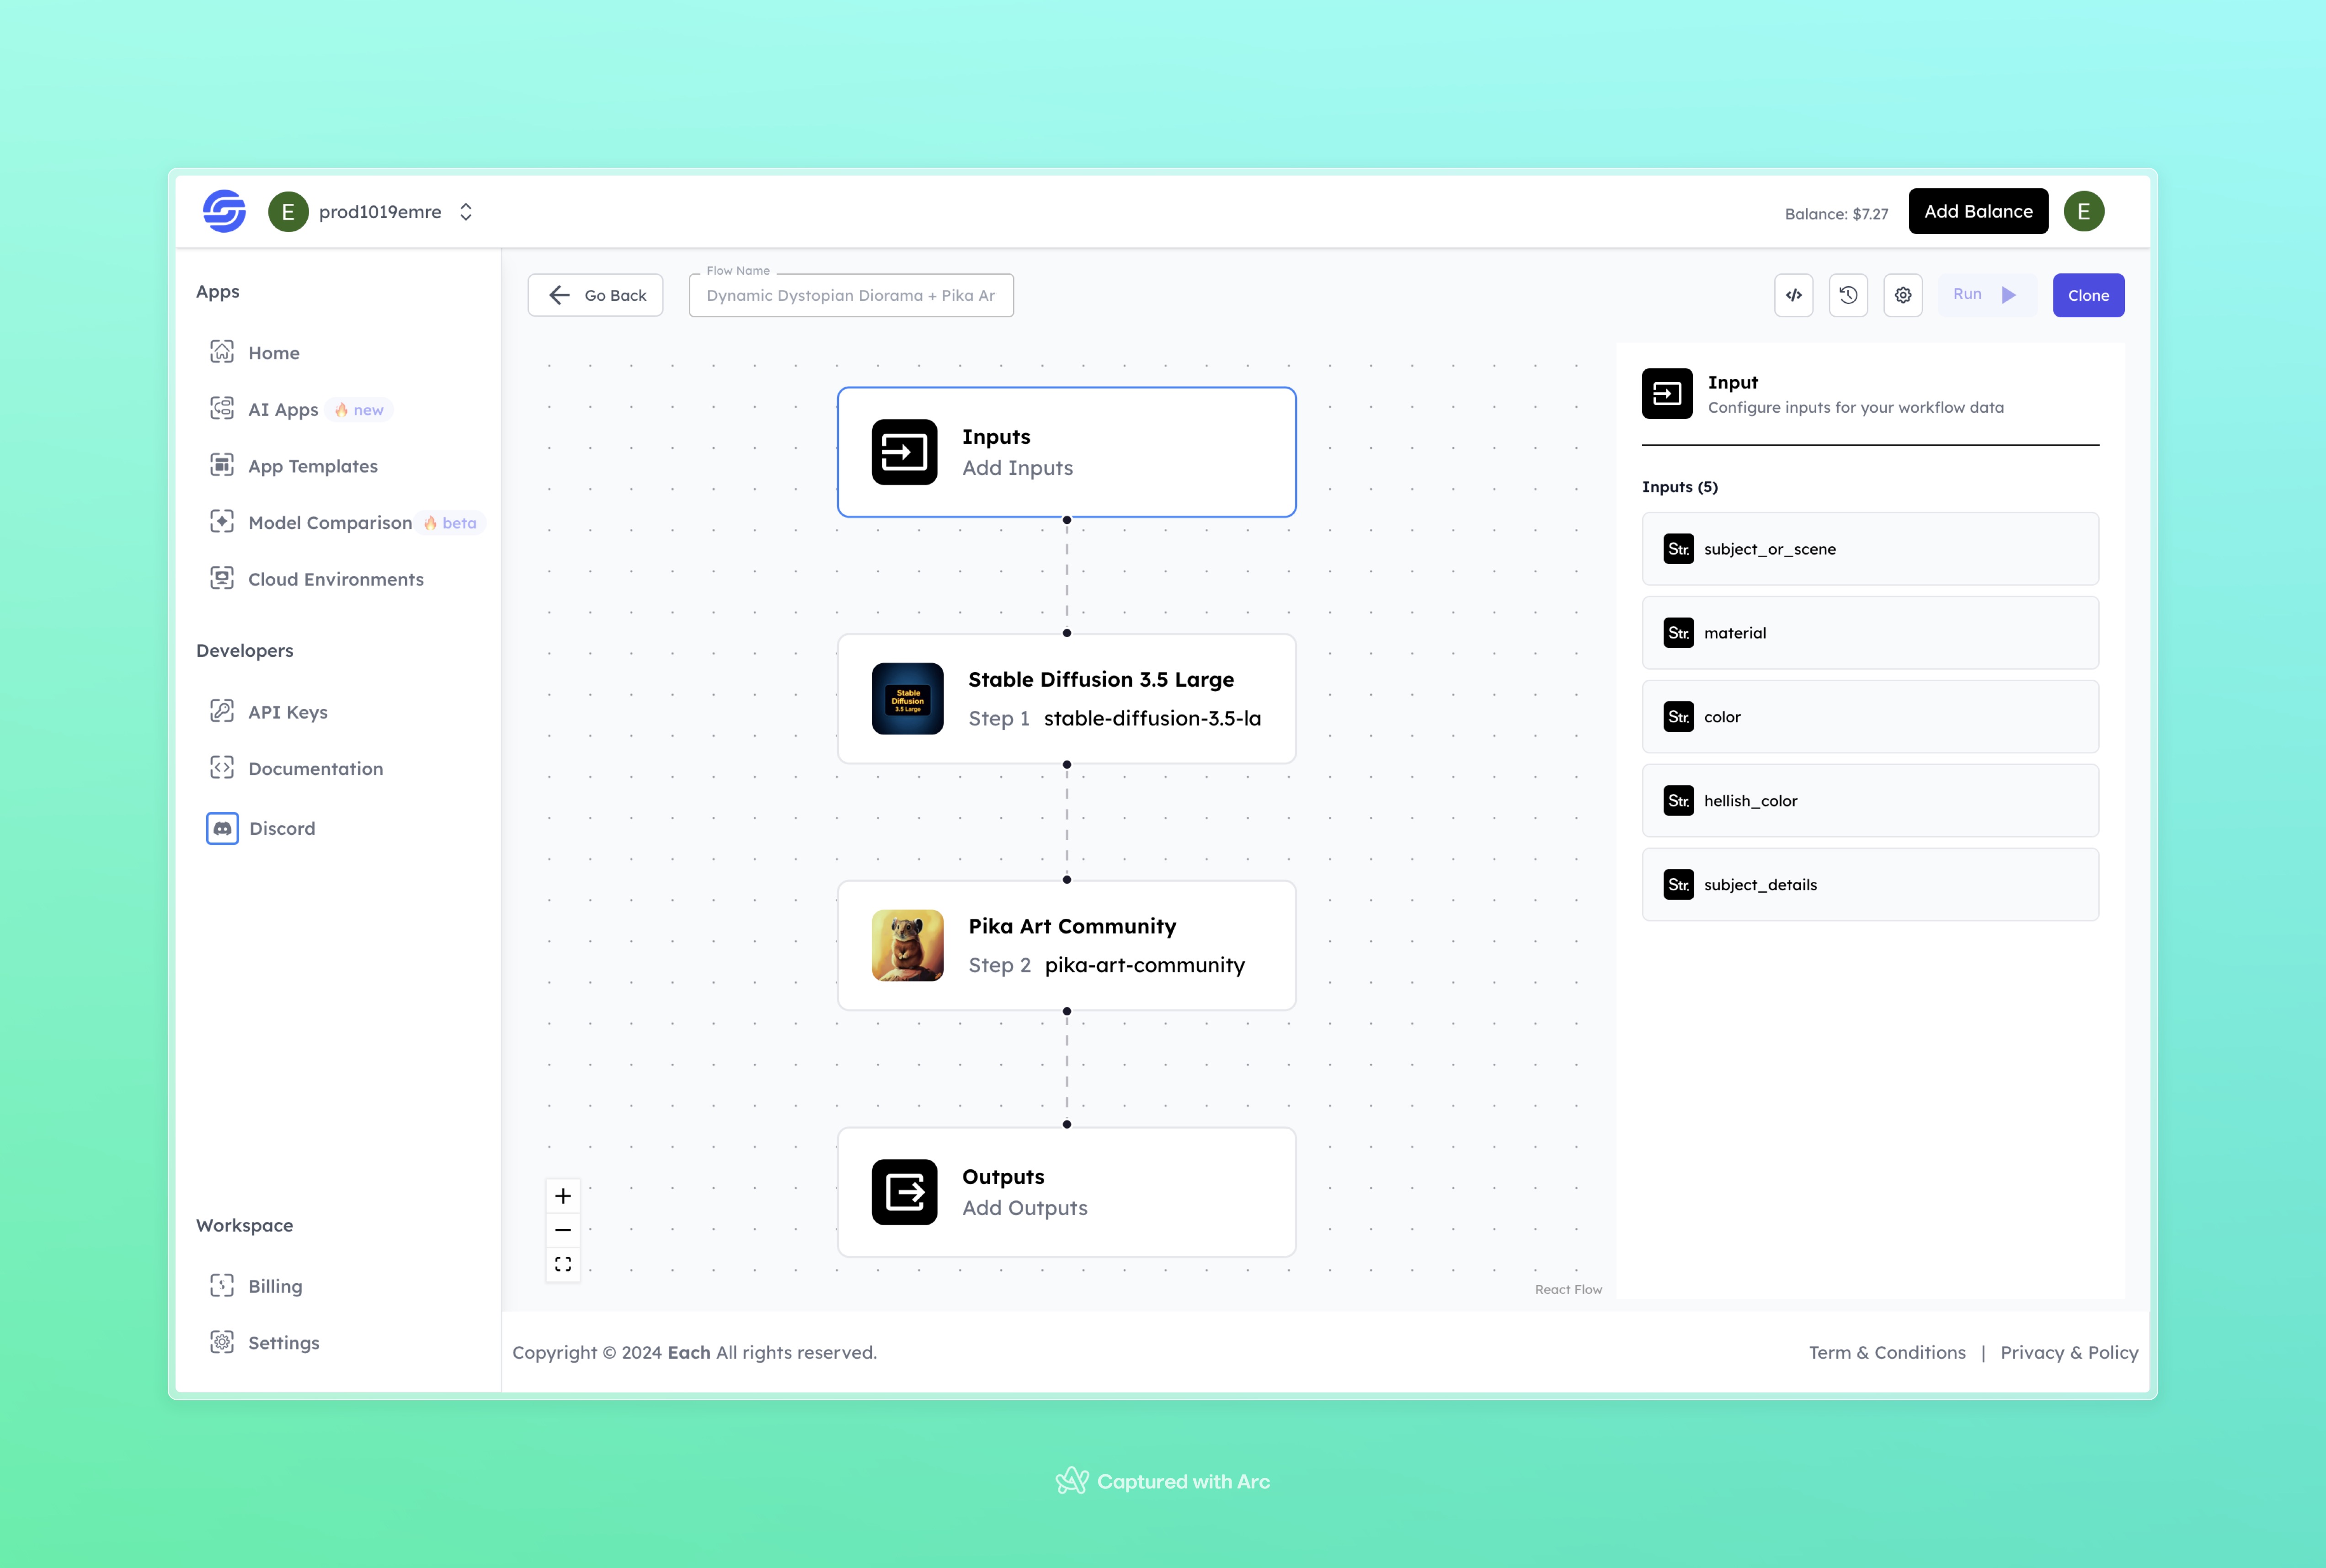 E prod1019emre
Balance: $7.27
Add Balance
E
Apps
Home
AI Apps 🔥 new
App Templates
Model Comparison 🔥 beta
Cloud Environments
Developers
API Keys
Documentation
Discord
Workspace
Billing
Settings
Go Back
Flow Name
Dynamic Dystopian Diorama + Pika Ar
Run
Clone
Inputs
Add Inputs
Stable Diffusion 3.5 Large
Stable
Diffusion
3.5 Large
Step 1 stable-diffusion-3.5-la
Pika Art Community
Step 2 pika-art-community
Outputs
Add Outputs
React Flow
Input
Configure inputs for your workflow data
Inputs (5)
Str. subject_or_scene
Str. material
Str. color
Str. hellish_color
Str. subject_details
Copyright © 2024 Each All rights reserved.
Term & Conditions | Privacy & Policy
Captured with Arc